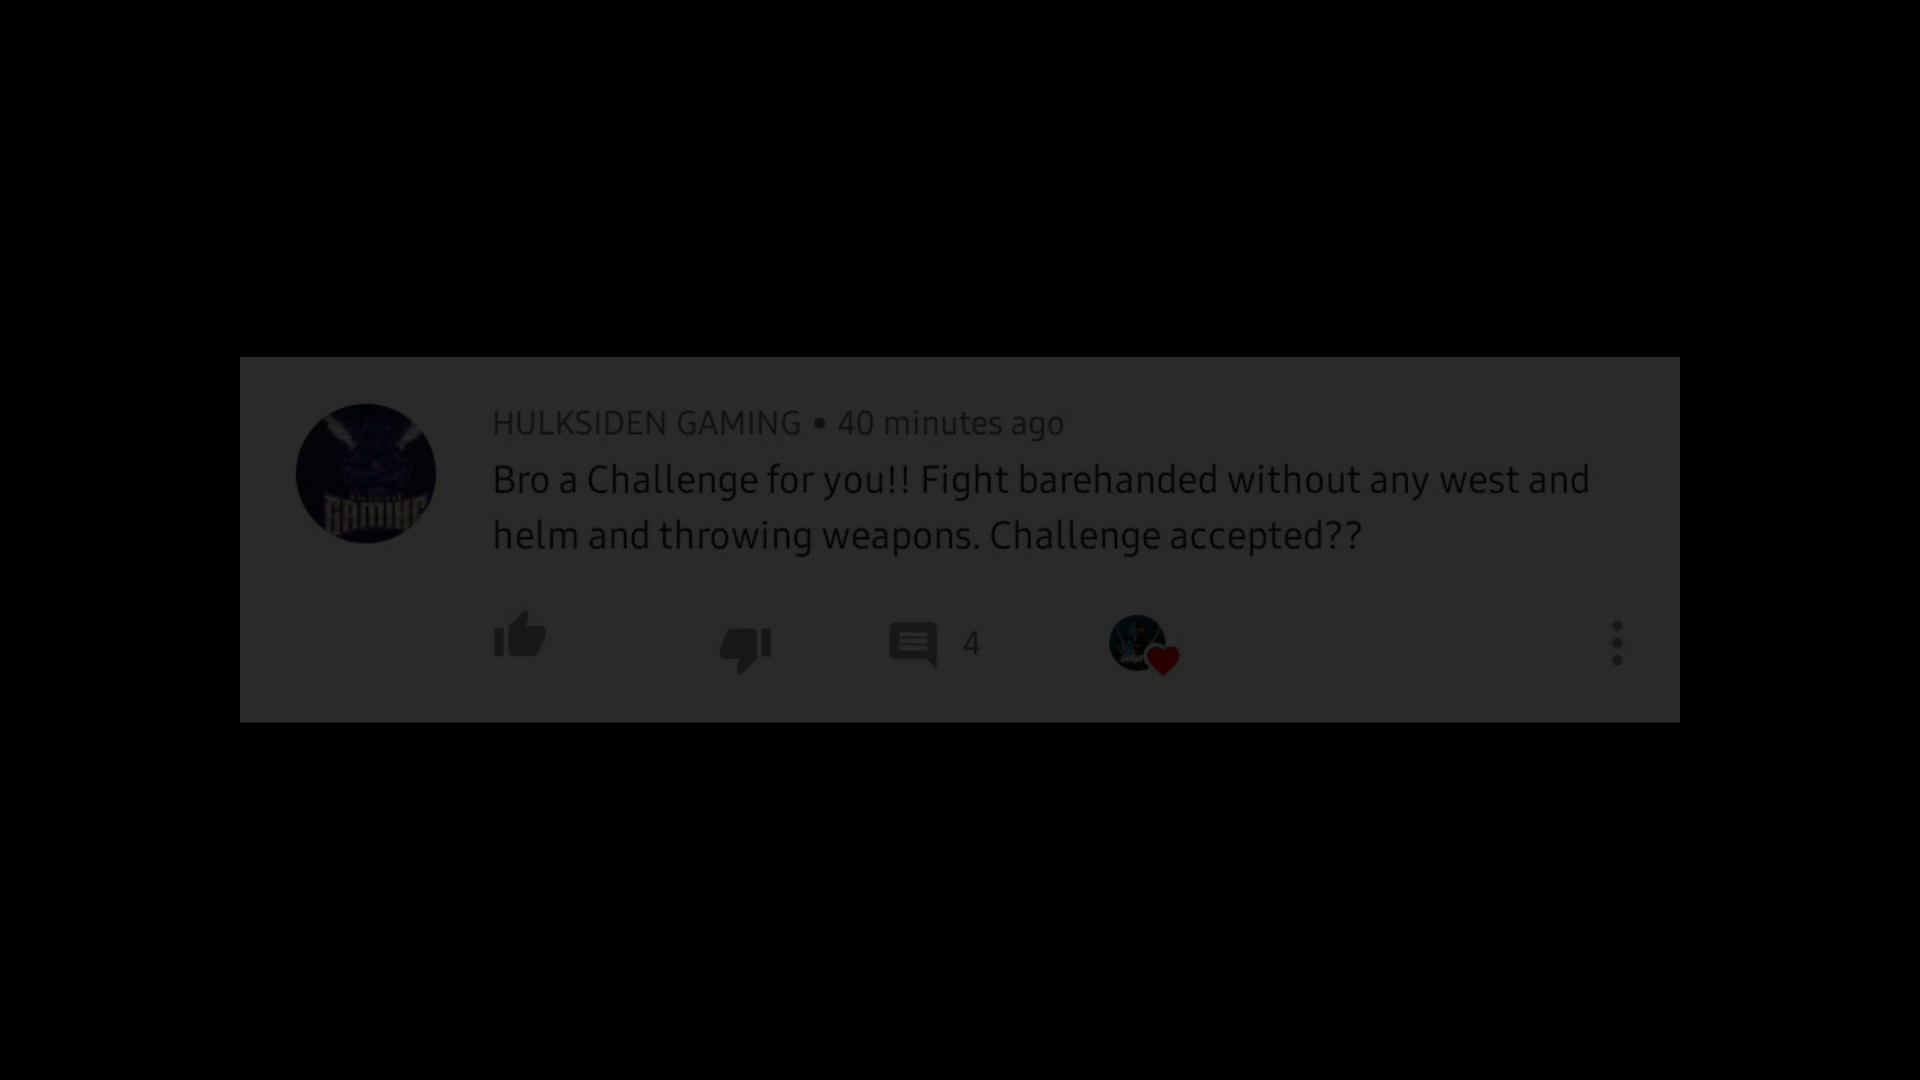 HULKSIDEN GAMING • 40 minutes ago
Bro a Challenge for you!! Fight barehanded without any west and
helm and throwing weapons. Challenge accepted??
4
GAMING